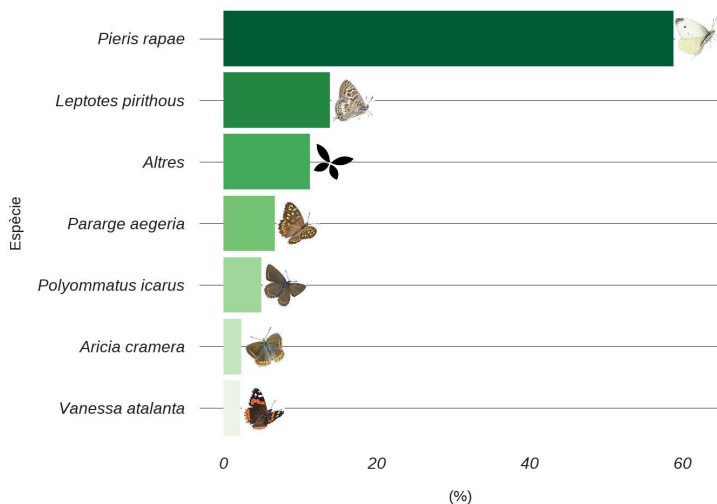 Pieris rapae
Leptotes pirithous
Altres
Pararge aegeria
Polyommatus icarus
Aricia cramera
Vanessa atalanta
Espècie
0 20 40 60
(%)